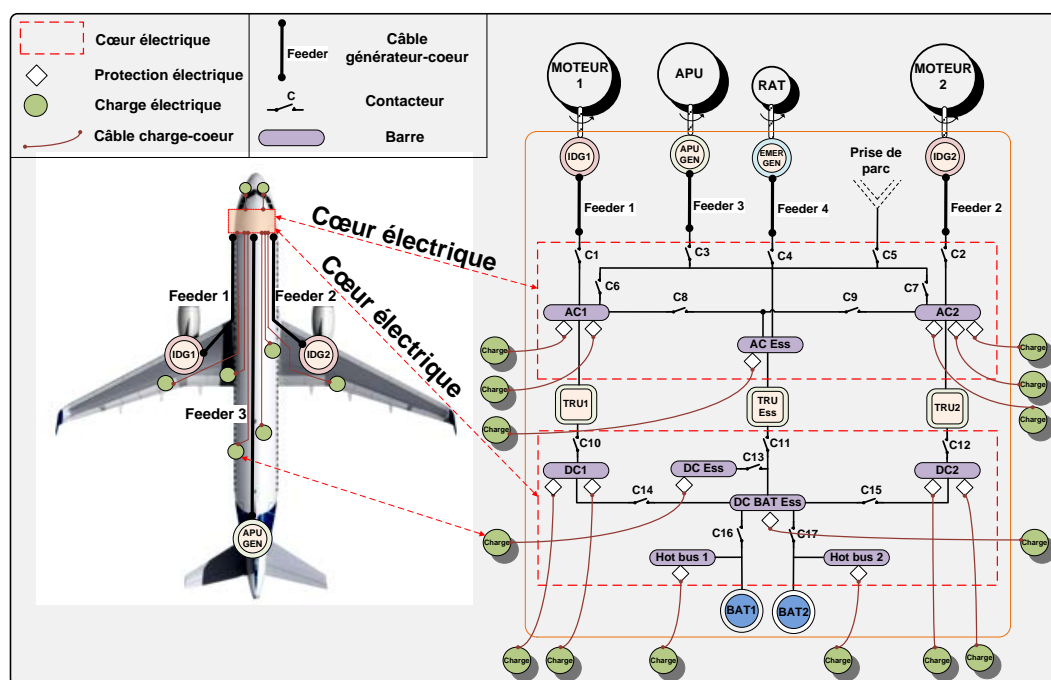 Cœur électrique
Protection électrique
Charge électrique
Câble charge-coeur
Feeder
Câble
générateur-coeur
C
Contacteur
Barre
Feeder 1
Feeder 2
IDG1
IDG2
Feeder 3
APU
GEN
Cœur électrique
Cœur électrique
MOTEUR
1
APU
RAT
MOTEUR
2
IDG1
APU
GEN
EMER
GEN
IDG2
Prise de
parc
Feeder 1
Feeder 3
Feeder 4
Feeder 2
C1
C3
C4
C5
C2
C6
C7
AC1
C8
C9
AC2
AC Ess
Charge
Charge
Charge
Charge
Charge
Charge
TRU1
TRU
Ess
TRU2
C10
C11
C12
DC1
DC Ess
C13
DC2
C14
DC BAT Ess
C15
C16
C17
Charge
Charge
Hot bus 1
Hot bus 2
BAT1
BAT2
Charge
Charge
Charge
Charge
Charge
Charge